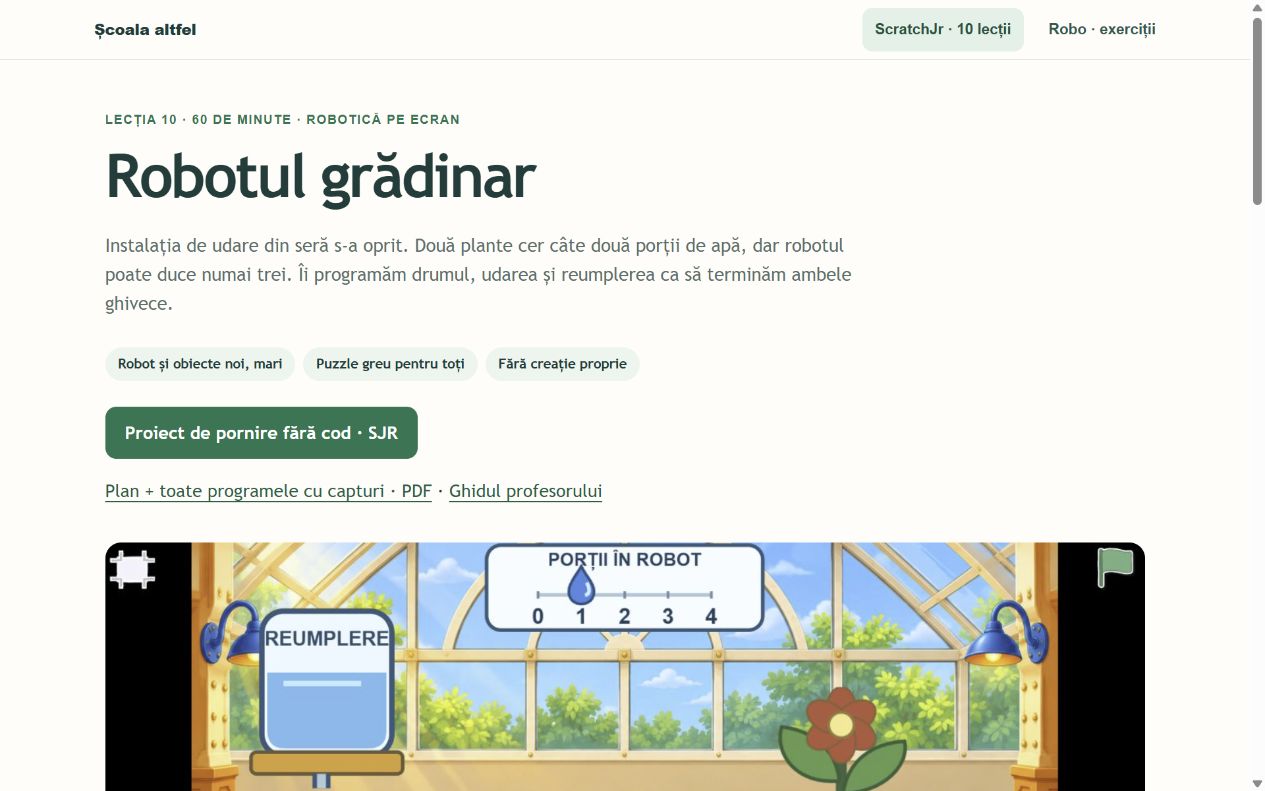 Școala altfel
ScratchJr · 10 lecții
Robo · exerciții
LECȚIA 10 · 60 DE MINUTE · ROBOTICĂ PE ECRAN
Robotul grădinar
Instalația de udare din seră s-a oprit. Două plante cer câte două porții de apă, dar robotul
poate duce numai trei. Îi programăm drumul, udarea și reumplerea ca să terminăm ambele
ghivece.
Robot și obiecte noi, mari
Puzzle greu pentru toți
Fără creație proprie
Proiect de pornire fără cod · SJR
Plan + toate programele cu capturi · PDF · Ghidul profesorului
PORȚII ÎN ROBOT
0 1 2 3 4
REUMPLERE